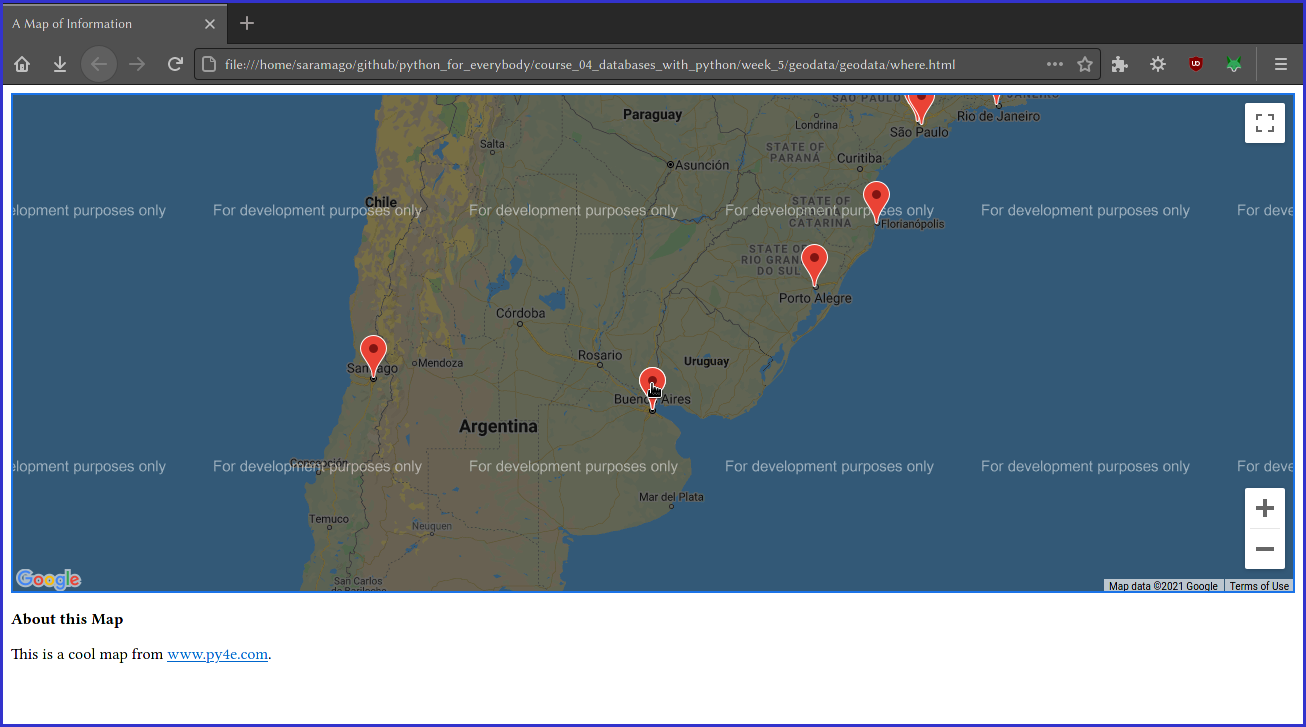 A Map of Information
file:///home/saramago/github/python_for_everybody/course_04_databases_with_python/week_5/geodata/geodata/where.html
SÃO PAULO
JANEIRO
Paraguay
Londrina
São Paulo
Rio de Janeiro
Salta
STATE OF
PARANÁ
Curitiba
Asunción
Chile
STATE OF
CATARINA
lopment purposes only
For development purposes only
For development purposes only
For development purposes only
For development purposes only
For deve
Florianópolis
STATE OF
RIO GRAN
DO SUL
Porto Alegre
Córdoba
Rosario
Uruguay
Santiago
Mendoza
Buenos Aires
Argentina
Concepción
lopment purposes only
For development purposes only
For development purposes only
For development purposes only
For development purposes only
For deve
Mar del Plata
Temuco
Neuquen
San Carlos
de Bariloche
Google
Map data ©2021 Google
Terms of Use
About this Map
This is a cool map from www.py4e.com.